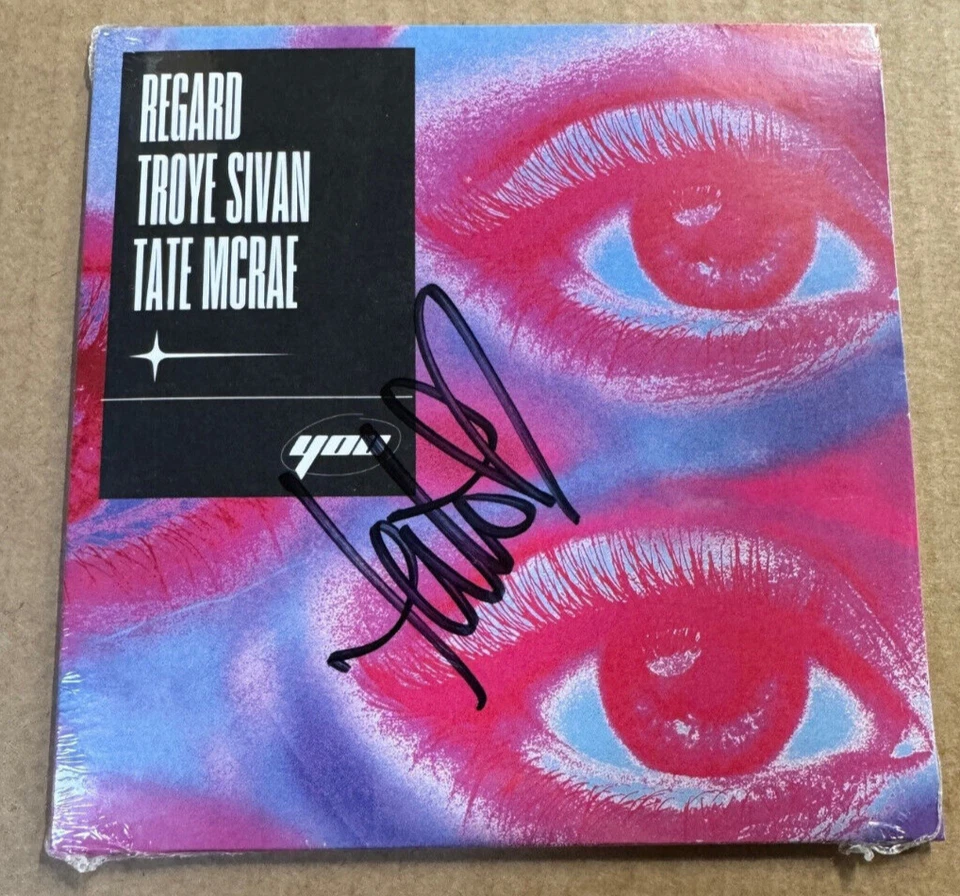 REGARD
TROYE SIVAN
TATE MCRAE
you